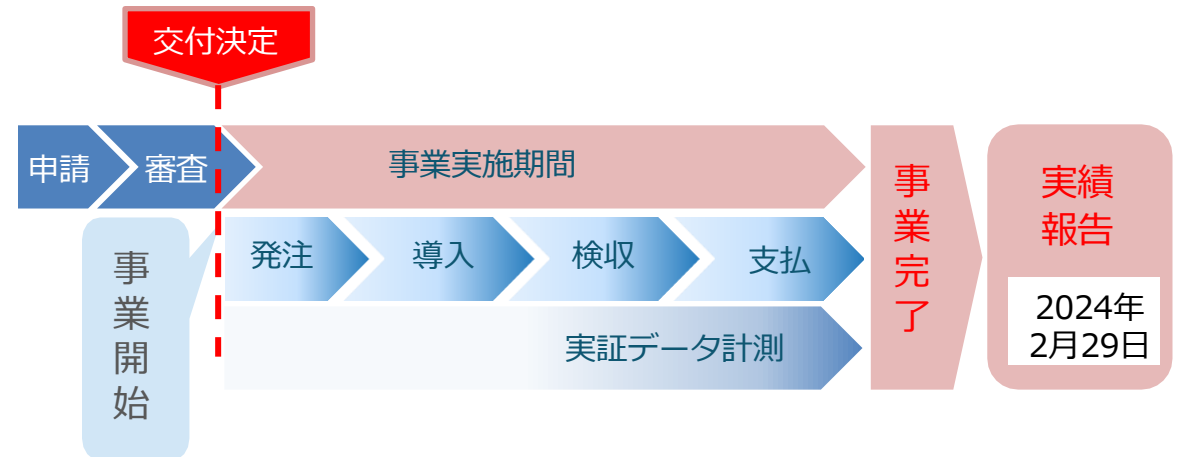 交付決定
申請
審査
事業実施期間
事業開始
発注
導入
検収
支払
実証データ計測
事業完了
実績
報告
2024年
2月29日